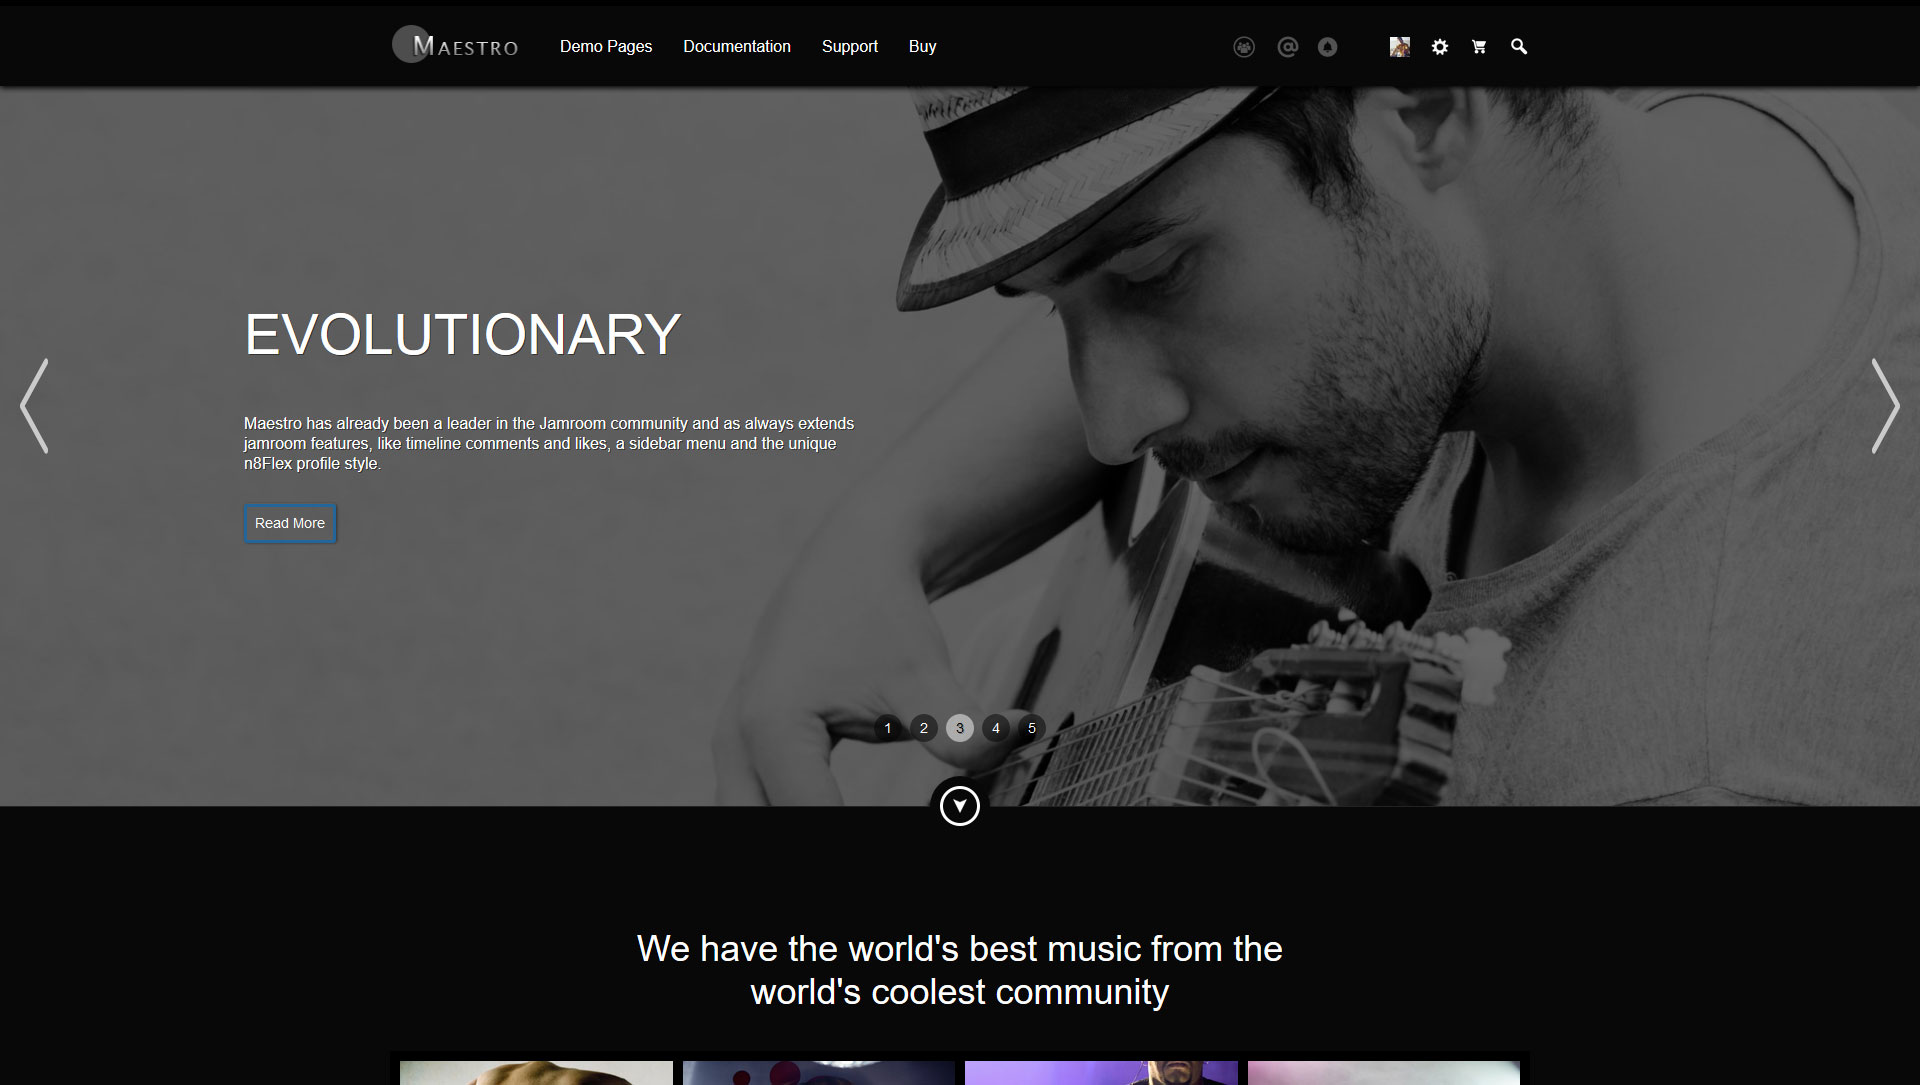 MAESTRO
Demo Pages
Documentation
Support
Buy
EVOLUTIONARY
Maestro has already been a leader in the Jamroom community and as always extends
jamroom features, like timeline comments and likes, a sidebar menu and the unique
n8Flex profile style.
Read More
1 2 3 4 5
We have the world's best music from the
world's coolest community